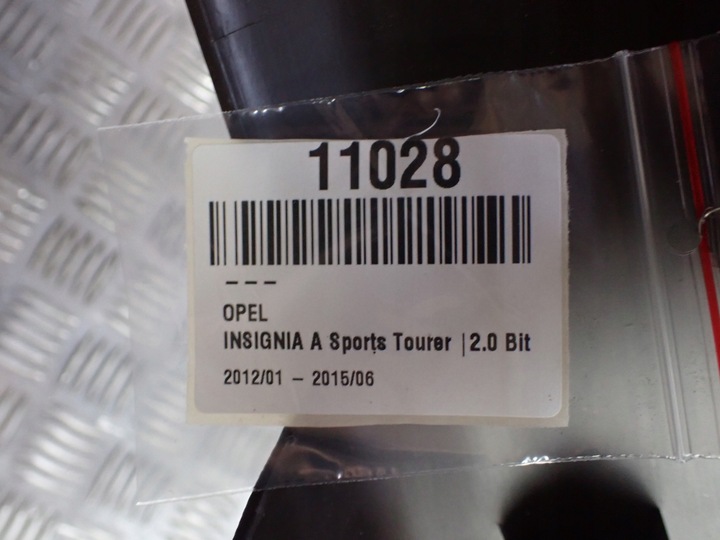 11028
---
OPEL
INSIGNIA A Sports Tourer | 2.0 Bit
2012/01 - 2015/06